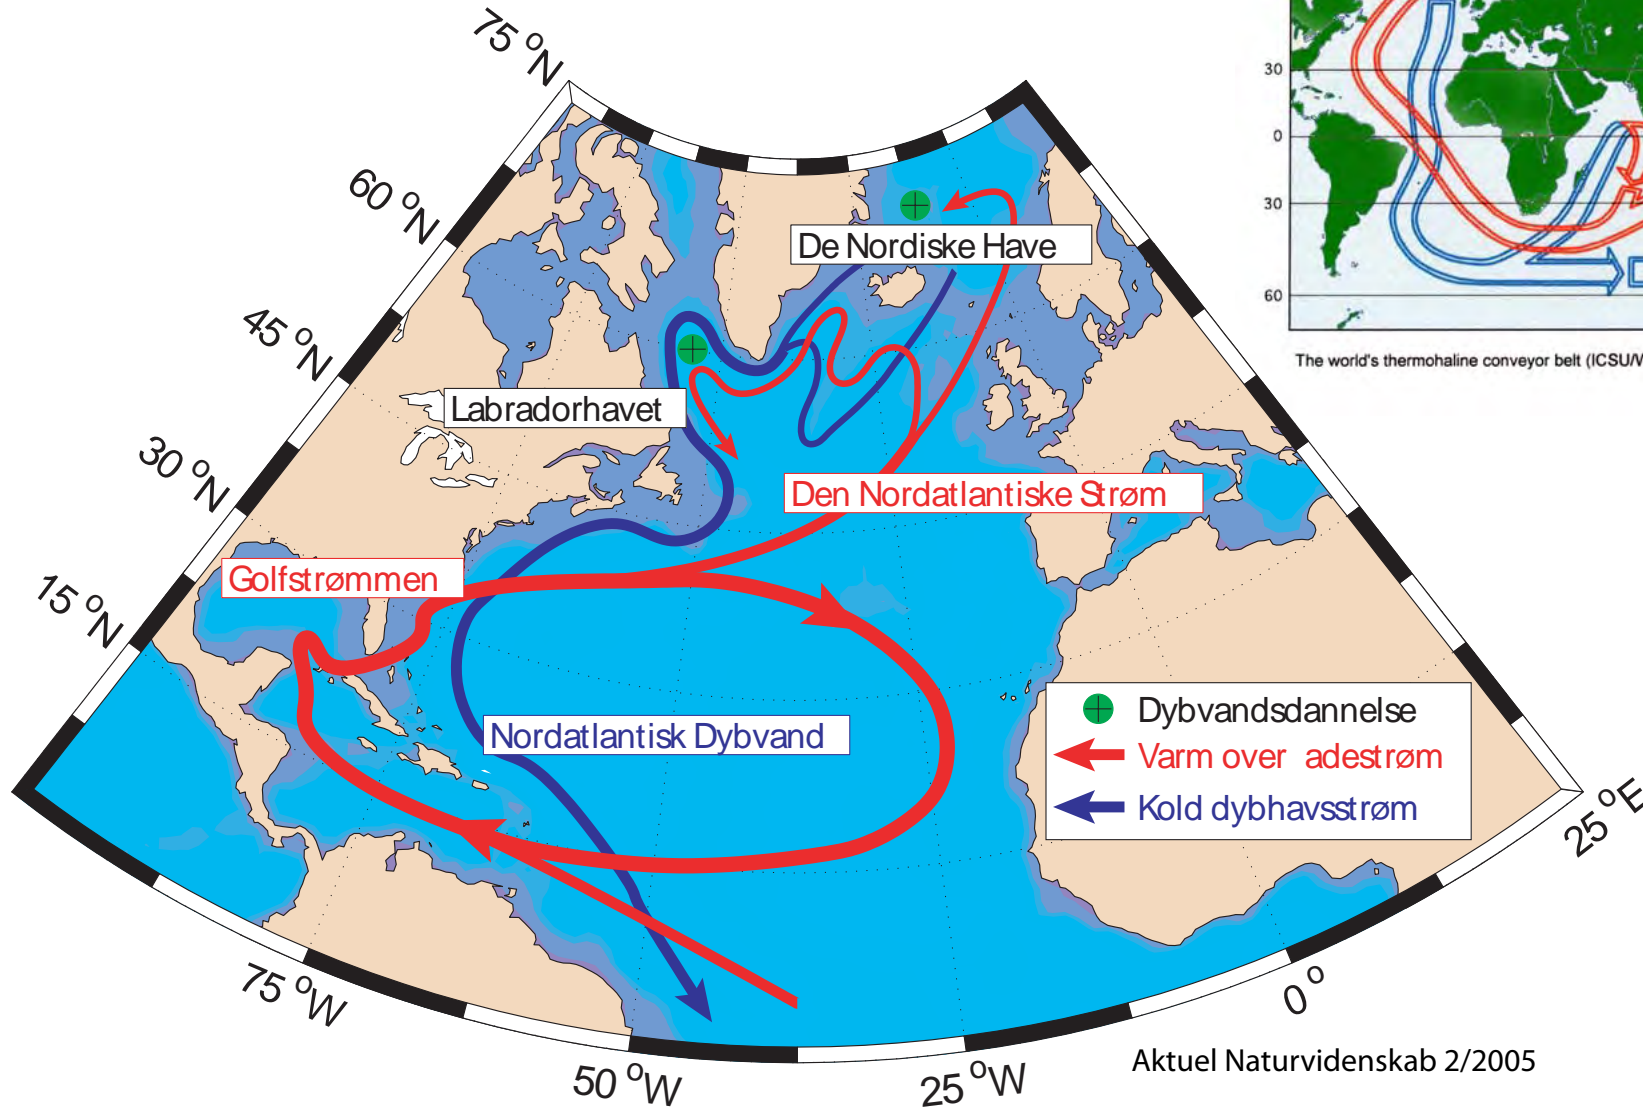 75 °N
60 °N
45 °N
30 °N
15 °N
De Nordiske Have
Labradorhavet
Den Nordatlantiske Strøm
Golfstrømmen
Nordatlantisk Dybvand
Dybvandsdannelse
Varm over adestrøm
Kold dybhavsstrøm
75 °W
50 °W
25 °W
0 °
25 °E
Aktuel Naturvidenskab 2/2005
30
0
30
60
The world's thermohaline conveyor belt (ICSU/